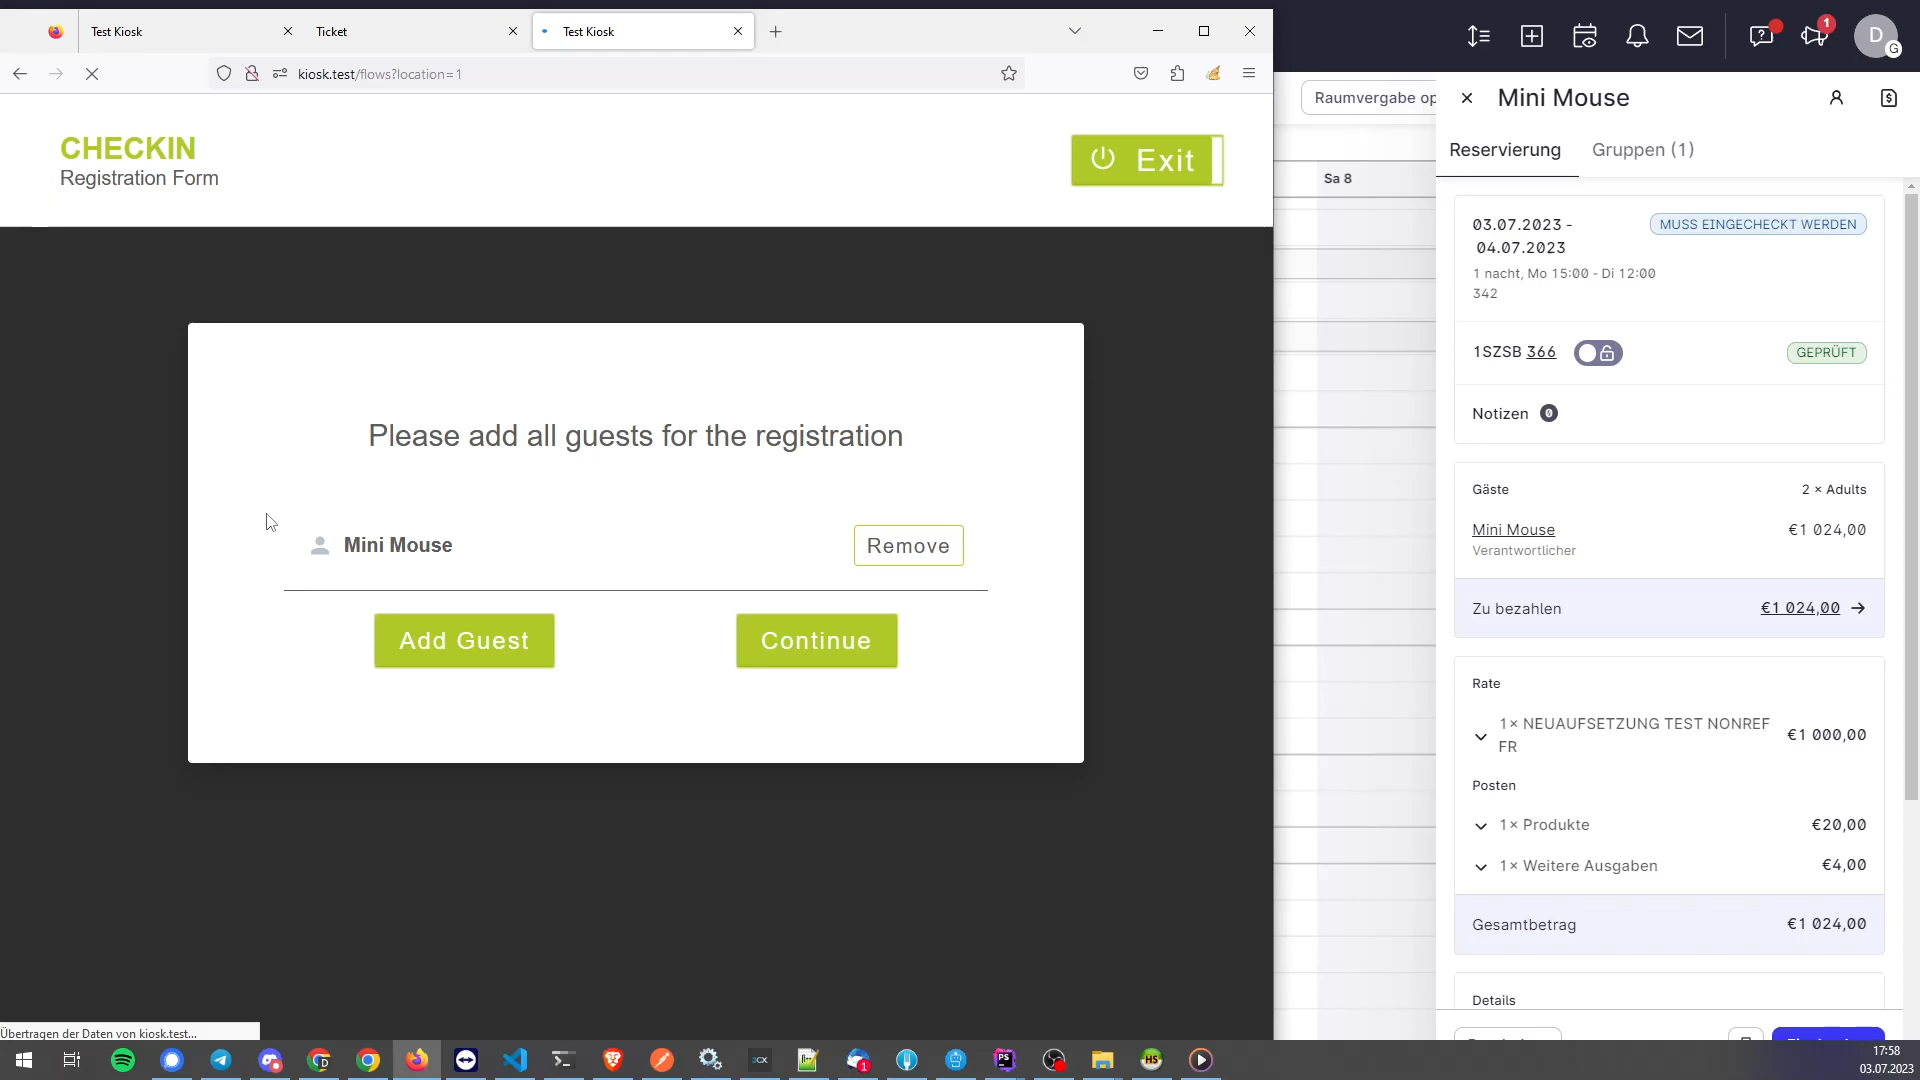 Test Kiosk
Ticket
Test Kiosk
kiosk.test/flows?location=1
CHECKIN
Registration Form
Exit
Please add all guests for the registration
Mini Mouse
Remove
Add Guest
Continue
Übertragen der Daten von kiosk.test...
1
D
G
Raumvergabe op
Sa 8
Mini Mouse
Reservierung
Gruppen (1)
03.07.2023 -
04.07.2023
MUSS EINGECHECKT WERDEN
1 nacht, Mo 15:00 - Di 12:00
342
1SZSB 366
GEPRÜFT
Notizen 0
Gäste
2 × Adults
Mini Mouse
€1 024,00
Verantwortlicher
Zu bezahlen
€1 024,00
Rate
1× NEUAUFSETZUNG TEST NONREF
FR
€1 000,00
Posten
1× Produkte
€20,00
1× Weitere Ausgaben
€4,00
Gesamtbetrag
€1 024,00
Details
D
3CX
1
PS
HS
17:58
03.07.2023